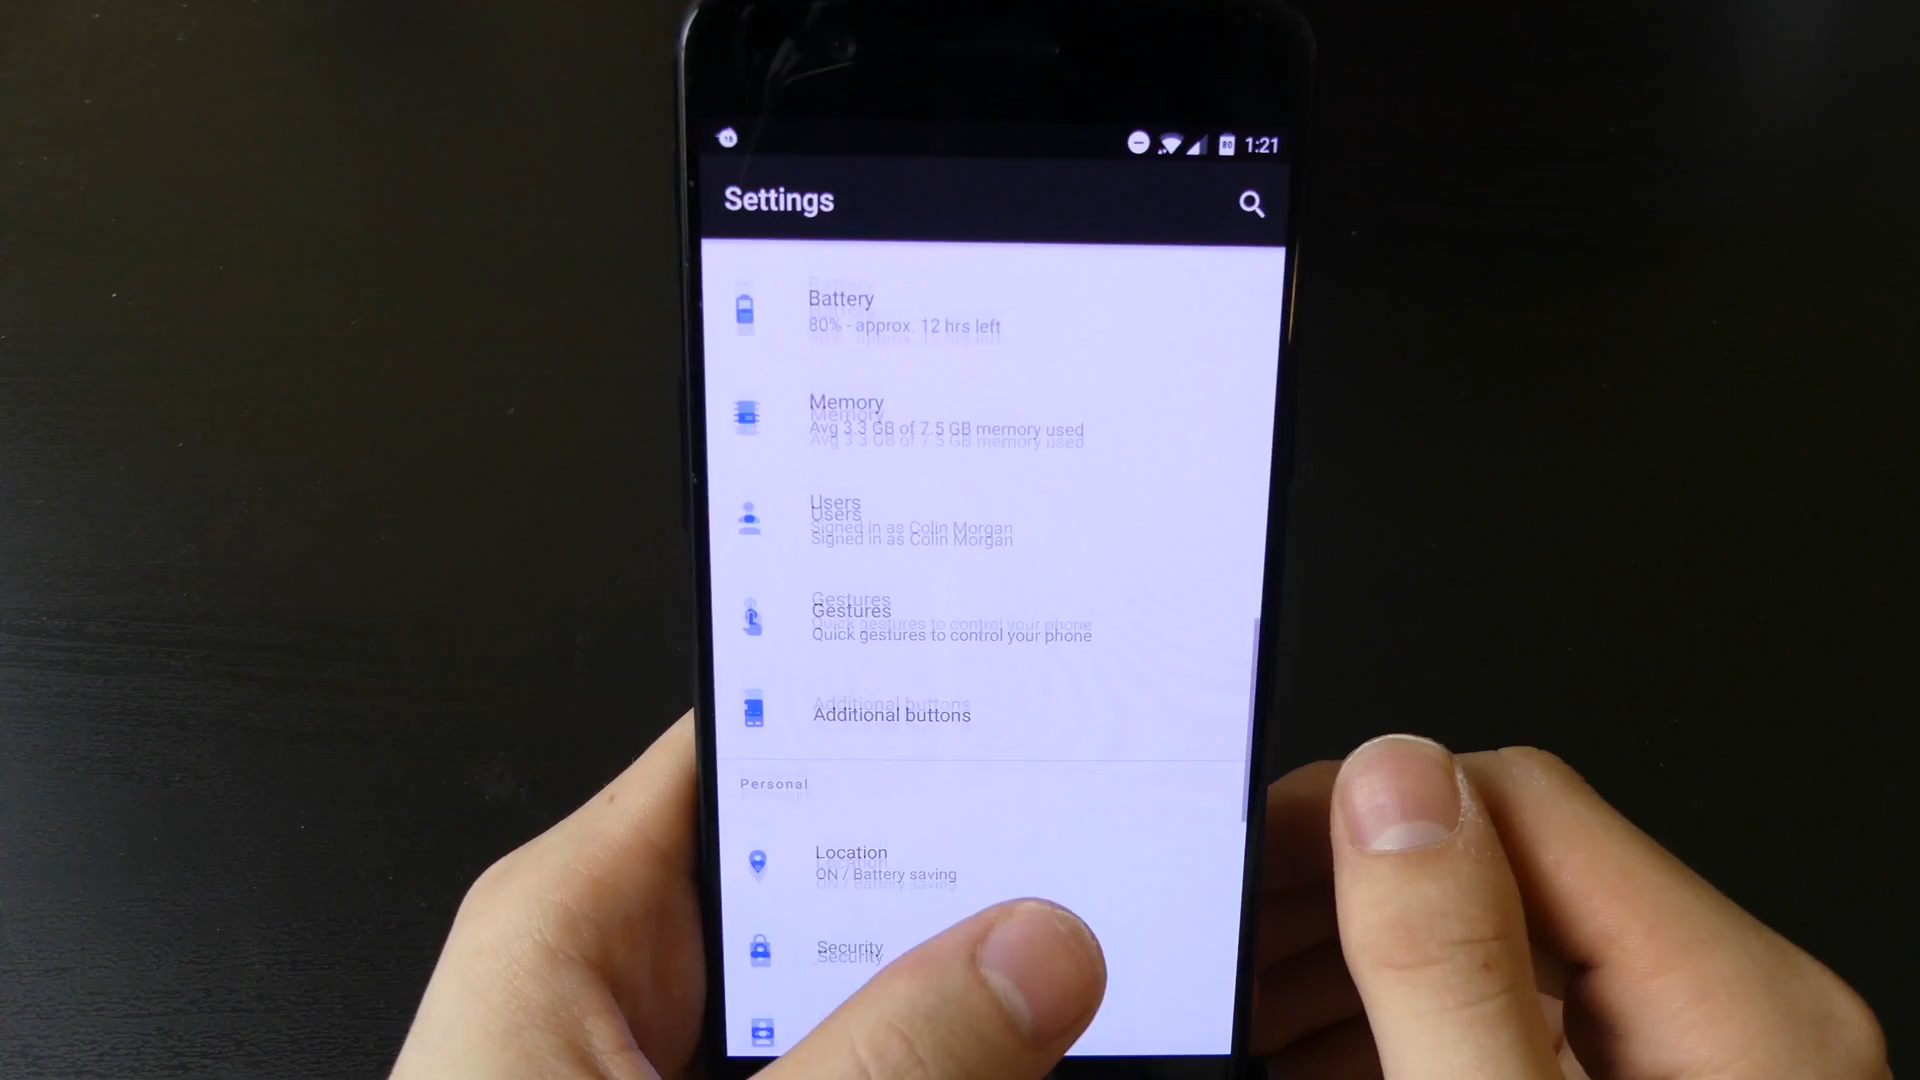 80 1:21
Settings
Battery
80% - approx. 12 hrs left
Memory
Avg 3.3 GB of 7.5 GB memory used
Users
Signed in as Colin Morgan
Gestures
Quick gestures to control your phone
Additional buttons
Personal
Location
ON / Battery saving
Security